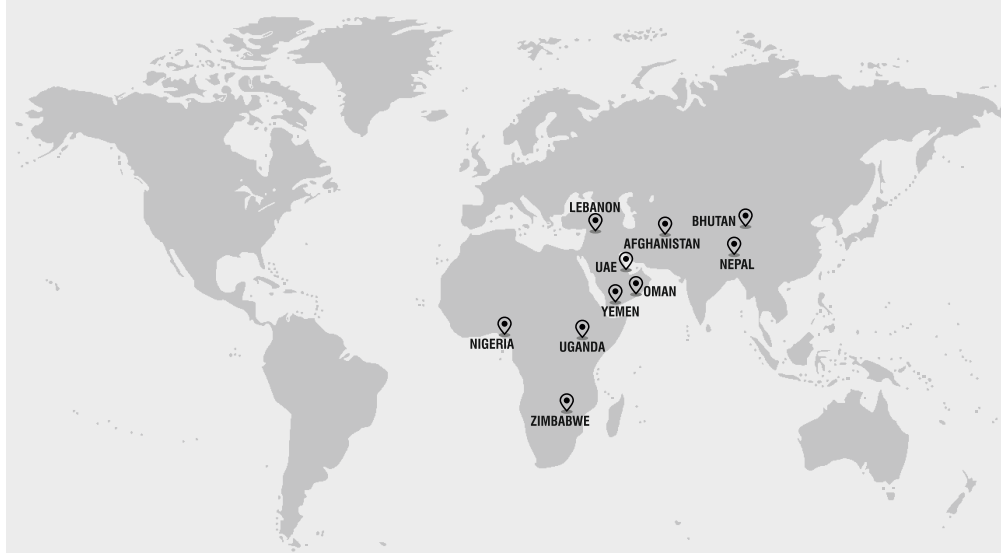 LEBANON
BHUTAN
AFGHANISTAN
NEPAL
UAE
OMAN
YEMEN
NIGERIA
UGANDA
ZIMBABWE